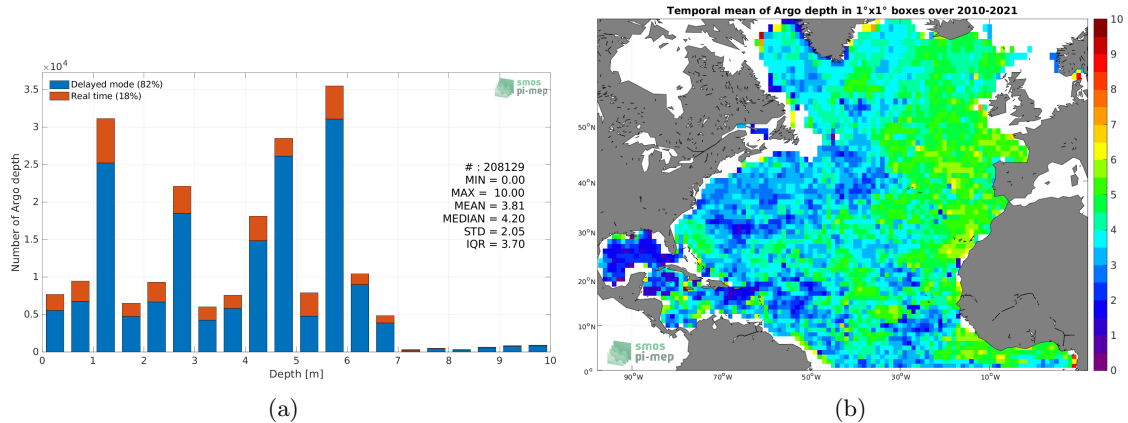 ×10⁴
Delayed mode (82%)
Real time (18%)
smos
pi-mep
# : 208129
MIN = 0.00
MAX = 10.00
MEAN = 3.81
MEDIAN = 4.20
STD = 2.05
IQR = 3.70
Number of Argo depth
3.5
3
2.5
2
1.5
1
0.5
0
0 1 2 3 4 5 6 7 8 9 10
Depth [m]
(a)
Temporal mean of Argo depth in 1°x1° boxes over 2010-2021
50°N
40°N
30°N
20°N
10°N
0°
90°W 70°W 50°W 30°W 10°W
smos
pi-mep
10
9
8
7
6
5
4
3
2
1
0
(b)